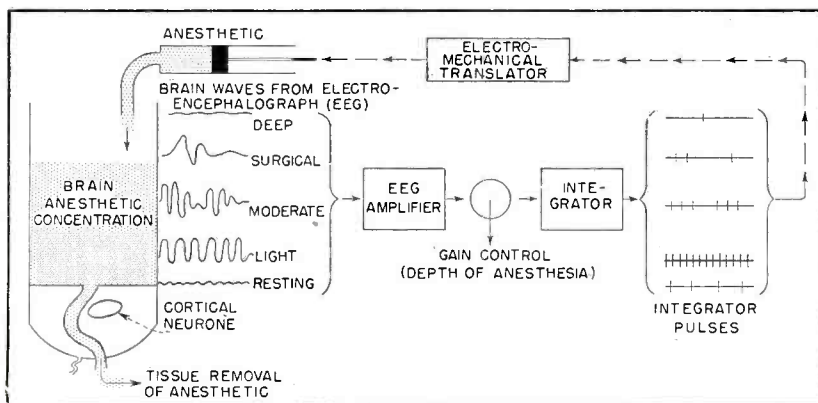 ANESTHETIC
ELECTRO-
MECHANICAL
TRANSLATOR
BRAIN WAVES FROM ELECTRO-
ENCEPHALOGRAPH (EEG)
DEEP
SURGICAL
MODERATE
LIGHT
RESTING
BRAIN
ANESTHETIC
CONCENTRATION
EEG
AMPLIFIER
INTE-
GRATOR
GAIN CONTROL
(DEPTH OF ANESTHESIA)
INTEGRATOR
PULSES
CORTICAL
NEURONE
TISSUE REMOVAL
OF ANESTHETIC